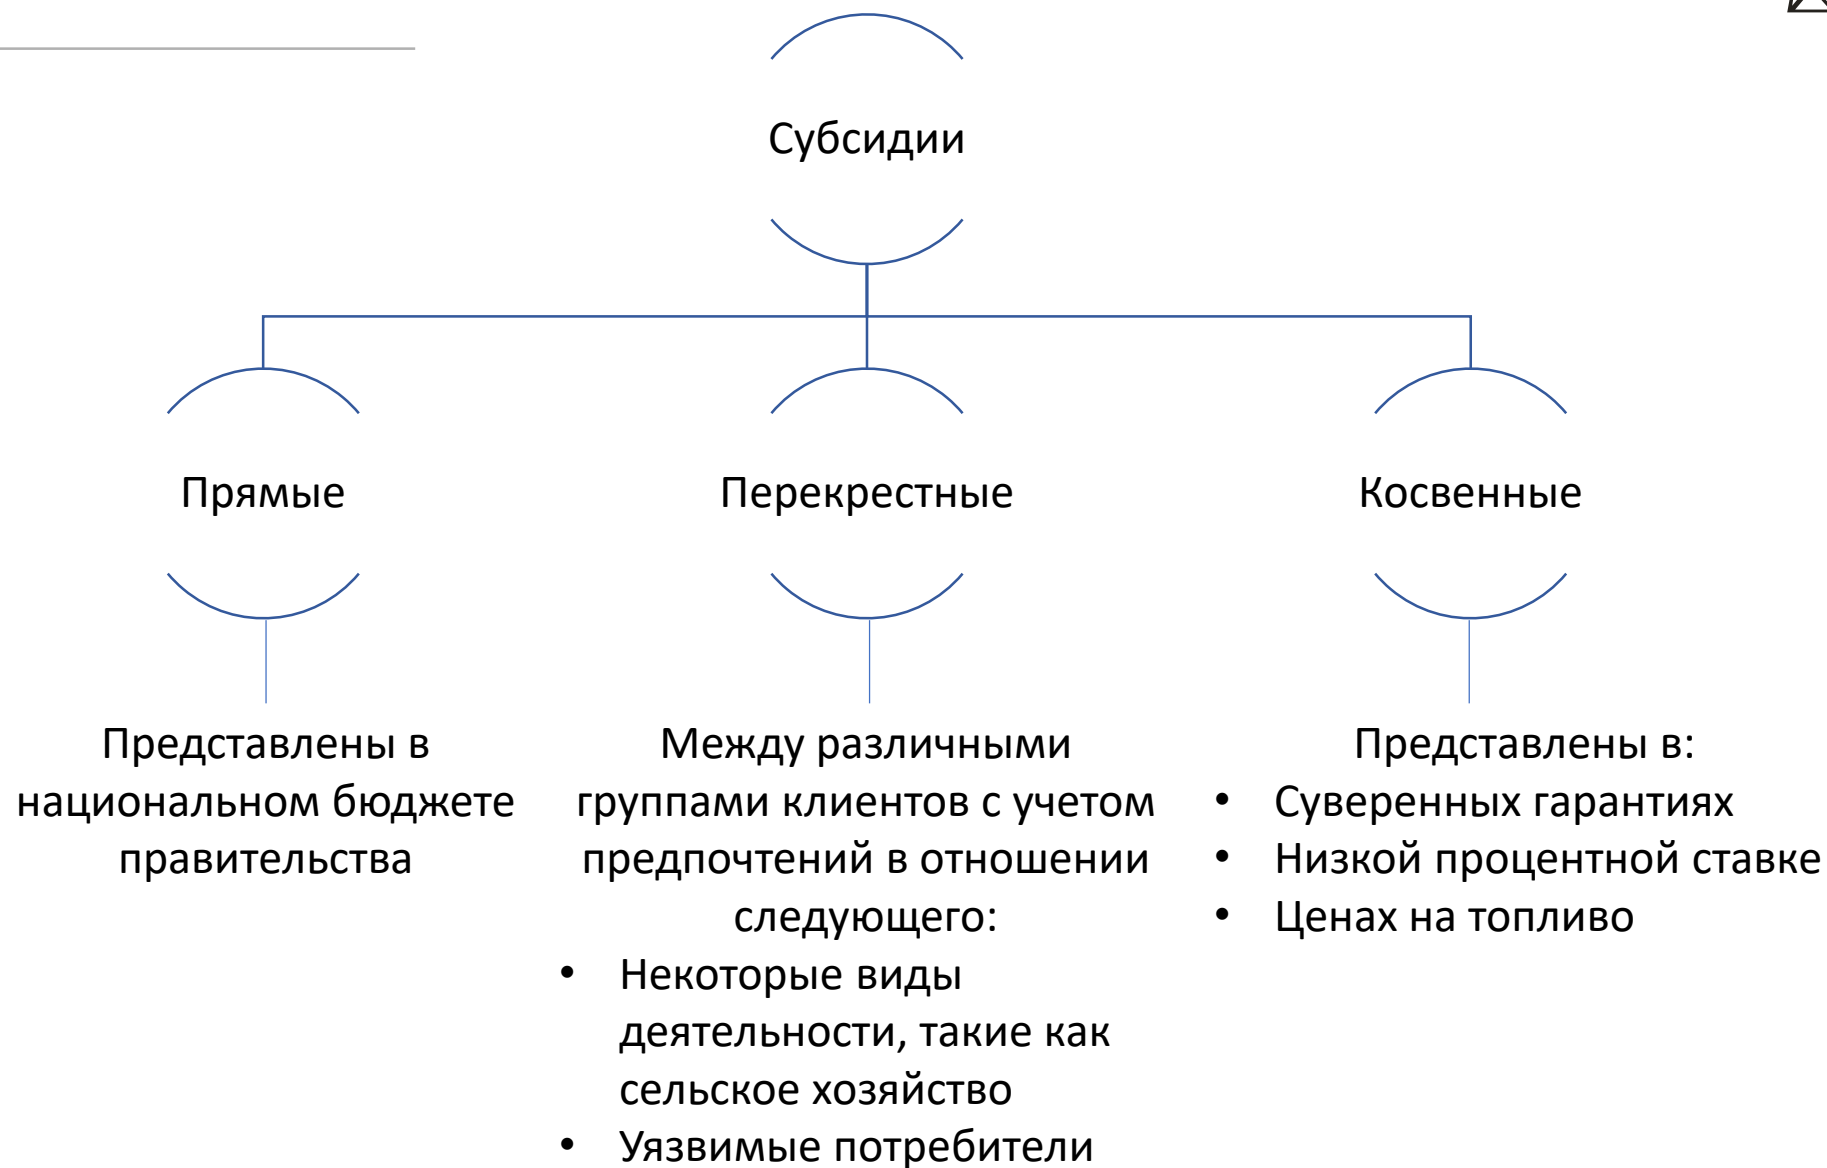 Субсидии
Прямые
Перекрестные
Косвенные
Представлены в
национальном бюджете
правительства
Между различными
группами клиентов с учетом
предпочтений в отношении
следующего:
• Некоторые виды
деятельности, такие как
сельское хозяйство
• Уязвимые потребители
Представлены в:
• Суверенных гарантиях
• Низкой процентной ставке
• Ценах на топливо